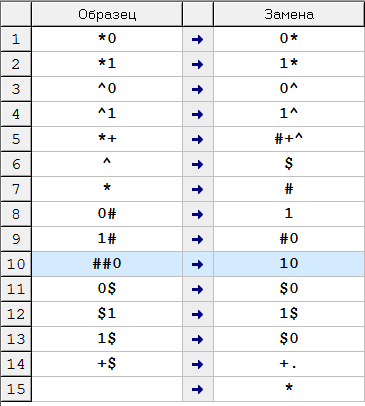 Образец Замена
1 *0 → 0*
2 *1 → 1*
3 ^0 → 0^
4 ^1 → 1^
5 *+ → #+^
6 ^ → $
7 * → #
8 0# → 1
9 1# → #0
10 ##0 → 10
11 0$ → $0
12 $1 → 1$
13 1$ → $0
14 +$ → +.
15 → *